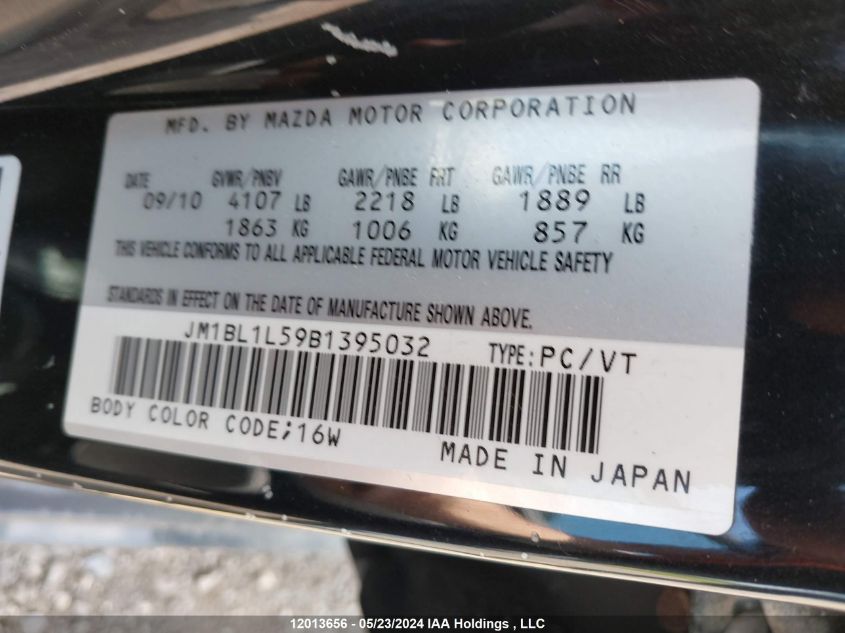 MFD. BY MAZDA MOTOR CORPORATION
DATE GVWR/PNBV GAWR/PNBE FRT GAWR/PNBE RR
09/10 4107 LB 2218 LB 1889 LB
1863 KG 1006 KG 857 KG
THIS VEHICLE CONFORMS TO ALL APPLICABLE FEDERAL MOTOR VEHICLE SAFETY
STANDARDS IN EFFECT ON THE DATE OF MANUFACTURE SHOWN ABOVE.
JM1BL1L59B1395032 TYPE:PC/VT
BODY COLOR CODE;16W
MADE IN JAPAN
12013656 - 05/23/2024 IAA Holdings , LLC